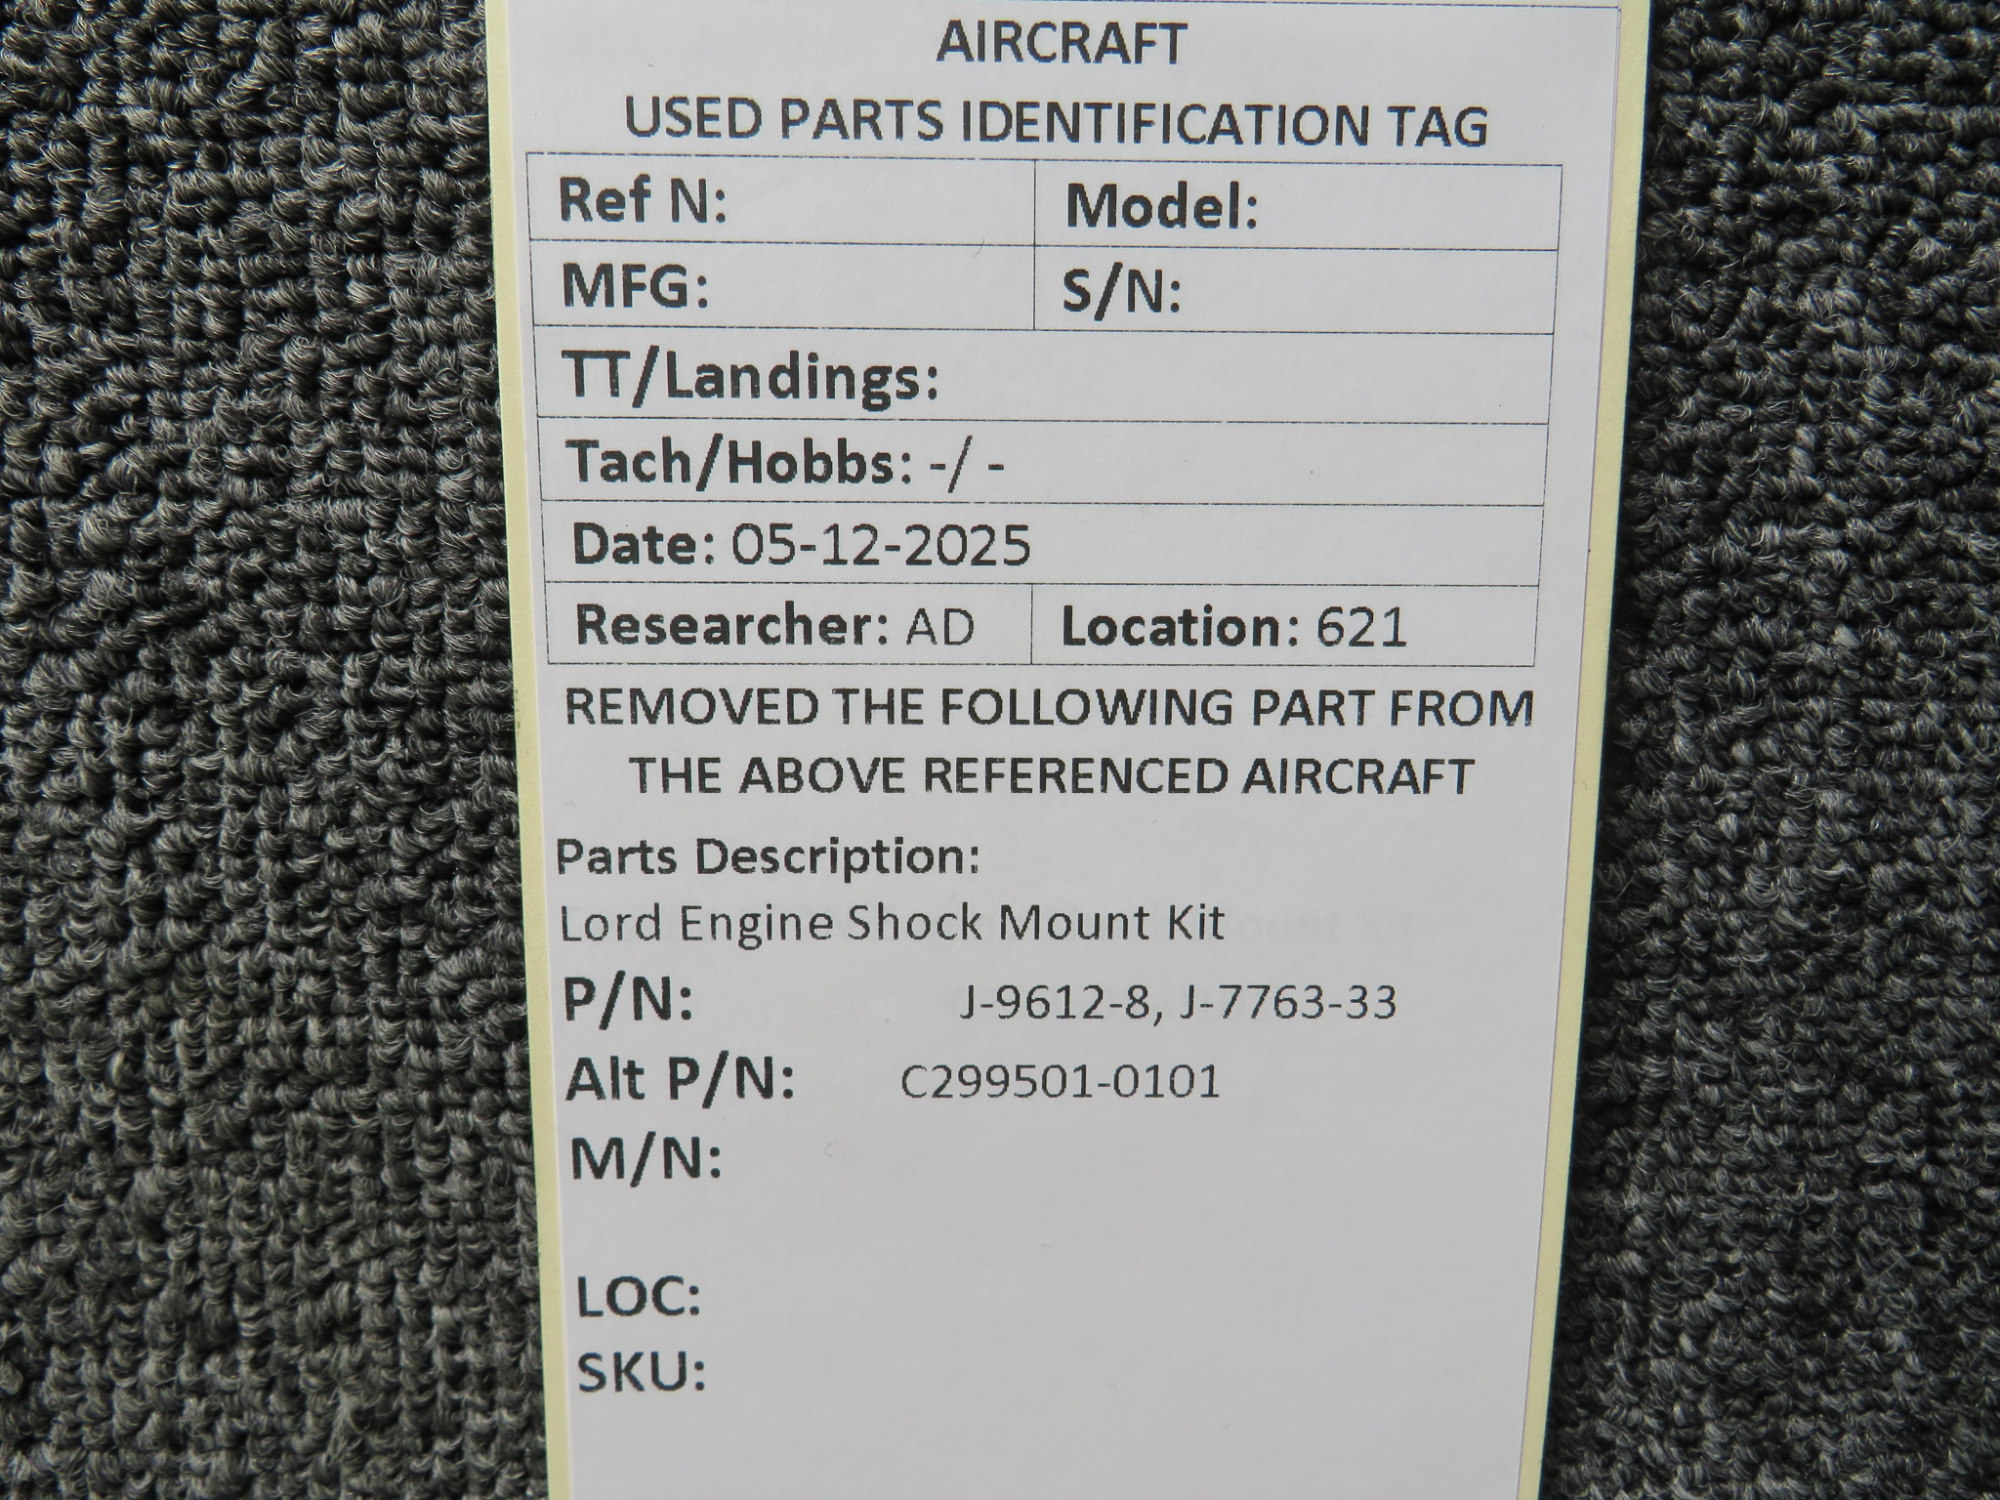 AIRCRAFT
USED PARTS IDENTIFICATION TAG
Ref N: Model:
MFG: S/N:
TT/Landings:
Tach/Hobbs: -/ -
Date: 05-12-2025
Researcher: AD Location: 621
REMOVED THE FOLLOWING PART FROM
THE ABOVE REFERENCED AIRCRAFT
Parts Description:
Lord Engine Shock Mount Kit
P/N: J-9612-8, J-7763-33
Alt P/N: C299501-0101
M/N:
LOC:
SKU: